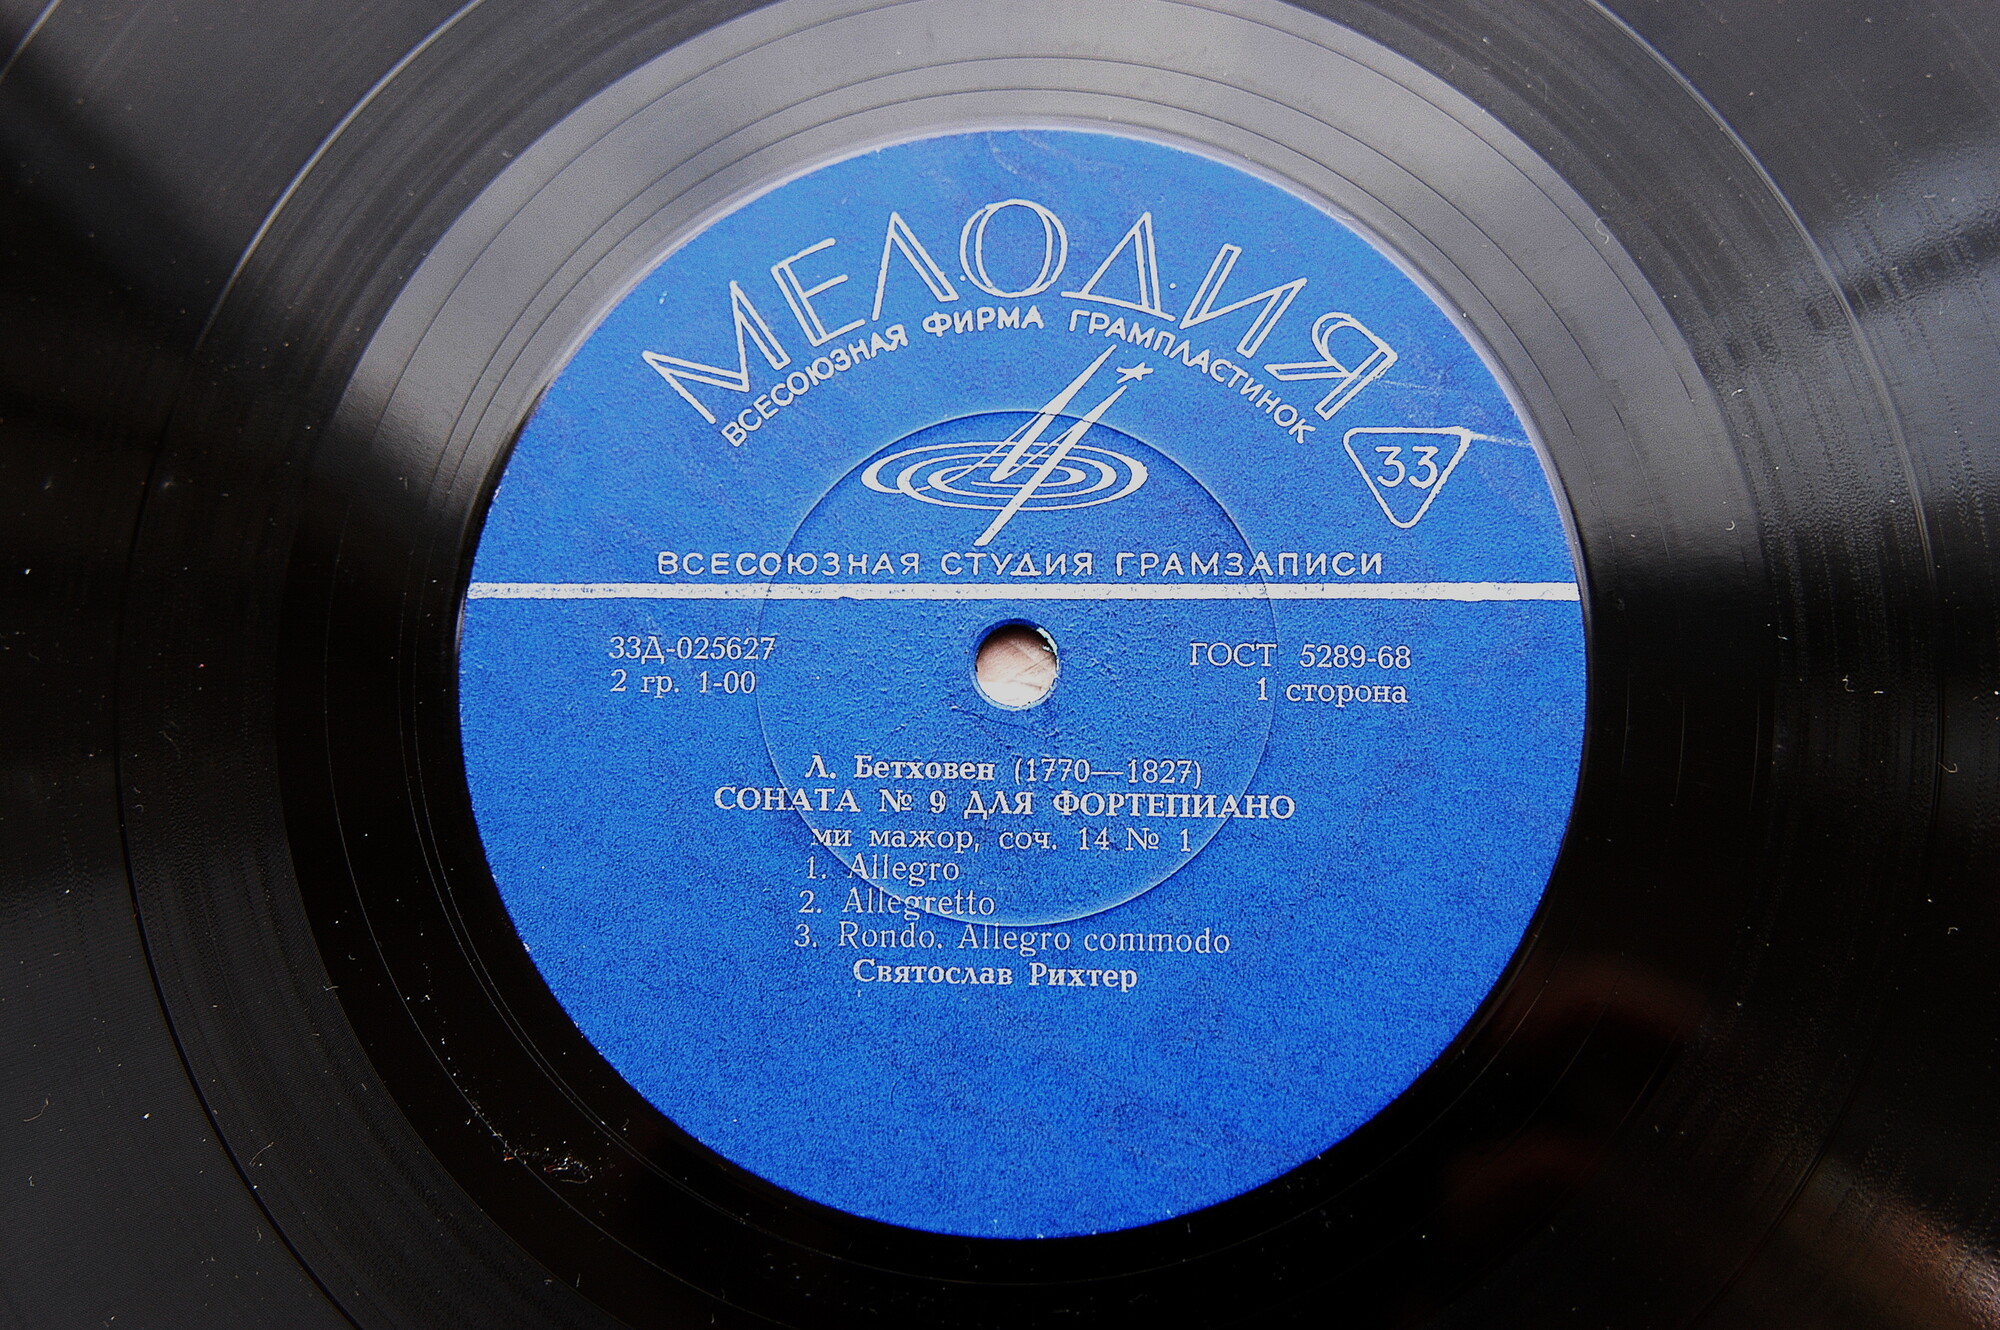 МЕЛОДИЯ
ВСЕСОЮЗНАЯ ФИРМА ГРАМПЛАСТИНОК
33
ВСЕСОЮЗНАЯ СТУДИЯ ГРАМЗАПИСИ
33Д-025627
2 гр. 1-00
ГОСТ 5289-68
1 сторона
Л. Бетховен (1770—1827)
СОНАТА № 9 ДЛЯ ФОРТЕПИАНО
ми мажор, соч. 14 № 1
1. Allegro
2. Allegretto
3. Rondo. Allegro commodo
Святослав Рихтер